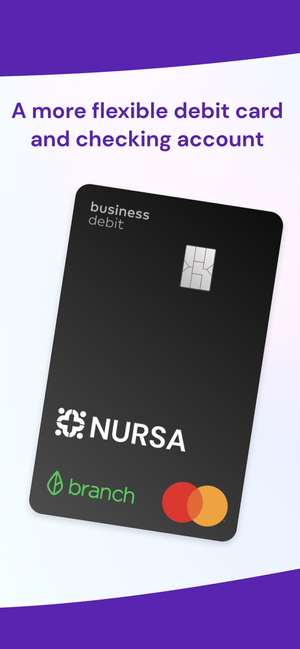 A more flexible debit card
and checking account
business
debit
NURSA
branch